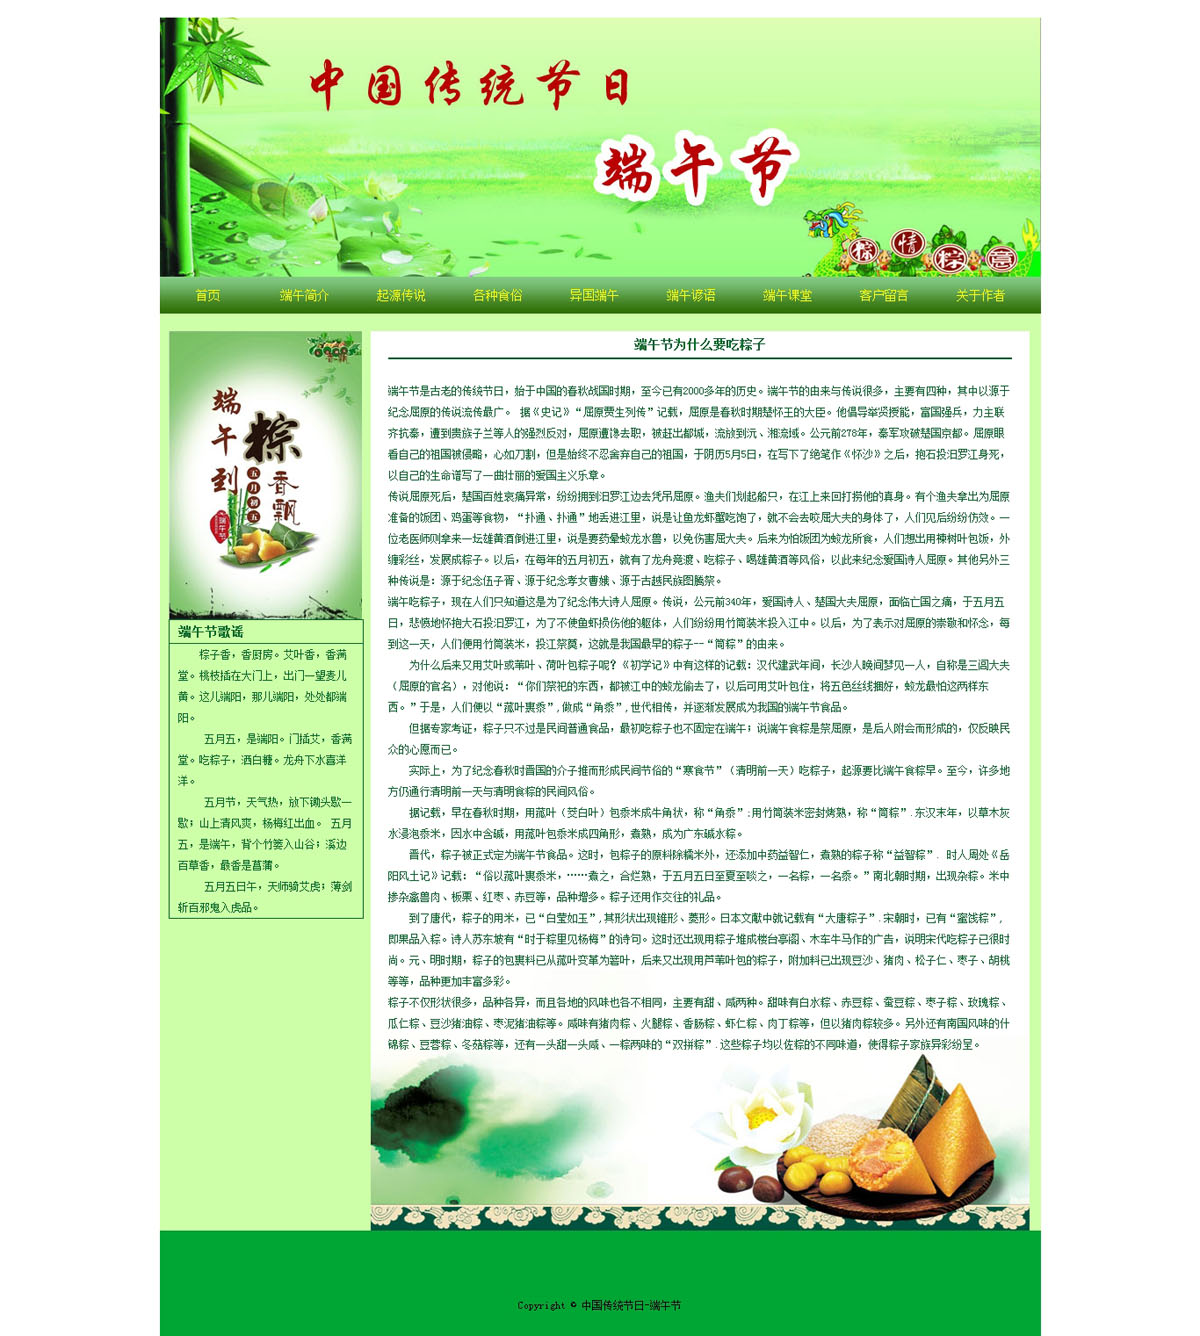 中国传统节日
端午节
粽情粽意
首页 端午简介 起源传说 各种食俗 异国端午 端午谚语 端午课堂 客户留言 关于作者
端午到
粽
香飘
五月初五
端午节
端午节歌谣
粽子香，香厨房。艾叶香，香满
堂。桃枝插在大门上，出门一望麦儿
黄。这儿端阳，那儿端阳，处处都端
阳。
五月五，是端阳。门插艾，香满
堂。吃粽子，洒白糖。龙舟下水喜洋
洋。
五月节，天气热，放下锄头歇一
歇；山上清风爽，杨梅红出血。 五月
五，是端午，背个竹篓入山谷；溪边
百草香，最香是菖蒲。
五月五日午，天师骑艾虎；薄剑
斩百邪鬼入虎品。
端午节为什么要吃粽子
端午节是古老的传统节日，始于中国的春秋战国时期，至今已有2000多年的历史。端午节的由来与传说很多，主要有四种，其中以源于
纪念屈原的传说流传最广。 据《史记》“屈原贾生列传”记载，屈原是春秋时期楚怀王的大臣。他倡导举贤授能，富国强兵，力主联
齐抗秦，遭到贵族子兰等人的强烈反对，屈原遭馋去职，被赶出都城，流放到沅、湘流域。公元前278年，秦军攻破楚国京都。屈原眼
看自己的祖国被侵略，心如刀割，但是始终不忍舍弃自己的祖国，于阴历5月5日，在写下了绝笔作《怀沙》之后，抱石投汨罗江身死，
以自己的生命谱写了一曲壮丽的爱国主义乐章。
传说屈原死后，楚国百姓哀痛异常，纷纷拥到汨罗江边去凭吊屈原。渔夫们划起船只，在江上来回打捞他的真身。有个渔夫拿出为屈原
准备的饭团、鸡蛋等食物，“扑通、扑通”地丢进江里，说是让鱼龙虾蟹吃饱了，就不会去咬屈大夫的身体了，人们见后纷纷仿效。一
位老医师则拿来一坛雄黄酒倒进江里，说是要药晕蛟龙水兽，以免伤害屈大夫。后来为怕饭团为蛟龙所食，人们想出用楝树叶包饭，外
缠彩丝，发展成粽子。以后，在每年的五月初五，就有了龙舟竞渡、吃粽子、喝雄黄酒等风俗，以此来纪念爱国诗人屈原。其他另外三
种传说是：源于纪念伍子胥、源于纪念孝女曹娥、源于古越民族图腾祭。
端午吃粽子，现在人们只知道这是为了纪念伟大诗人屈原。传说，公元前340年，爱国诗人、楚国大夫屈原，面临亡国之痛，于五月五
日，悲愤地怀抱大石投汨罗江，为了不使鱼虾损伤他的躯体，人们纷纷用竹筒装米投入江中。以后，为了表示对屈原的崇敬和怀念，每
到这一天，人们便用竹筒装米，投江祭奠，这就是我国最早的粽子--“筒粽”的由来。
为什么后来又用艾叶或苇叶、荷叶包粽子呢？《初学记》中有这样的记载：汉代建武年间，长沙人晚间梦见一人，自称是三闾大夫
（屈原的官名），对他说：“你们祭祀的东西，都被江中的蛟龙偷去了，以后可用艾叶包住，将五色丝线捆好，蛟龙最怕这两样东
西。”于是，人们便以“菰叶裹黍”,做成“角黍”,世代相传，并逐渐发展成为我国的端午节食品。
但据专家考证，粽子只不过是民间普通食品，最初吃粽子也不固定在端午；说端午食粽是祭屈原，是后人附会而形成的，仅反映民
众的心愿而已。
实际上，为了纪念春秋时晋国的介子推而形成民间节俗的“寒食节”（清明前一天）吃粽子，起源要比端午食粽早。至今，许多地
方仍通行清明前一天与清明食粽的民间风俗。
据记载，早在春秋时期，用菰叶（茭白叶）包黍米成牛角状，称“角黍”;用竹筒装米密封烤熟，称“筒粽”.东汉末年，以草木灰
水浸泡黍米，因水中含碱，用菰叶包黍米成四角形，煮熟，成为广东碱水粽。
晋代，粽子被正式定为端午节食品。这时，包粽子的原料除糯米外，还添加中药益智仁，煮熟的粽子称“益智粽”. 时人周处《岳
阳风土记》记载：“俗以菰叶裹黍米，……煮之，合烂熟，于五月五日至夏至啖之，一名粽，一名黍。”南北朝时期，出现杂粽。米中
掺杂禽兽肉、板栗、红枣、赤豆等，品种增多。粽子还用作交往的礼品。
到了唐代，粽子的用米，已“白莹如玉”,其形状出现锥形、菱形。日本文献中就记载有“大唐粽子”.宋朝时，已有“蜜饯粽”,
即果品入粽。诗人苏东坡有“时于粽里见杨梅”的诗句。这时还出现用粽子堆成楼台亭阁、木车牛马作的广告，说明宋代吃粽子已很时
尚。元、明时期，粽子的包裹料已从菰叶变革为箬叶，后来又出现用芦苇叶包的粽子，附加料已出现豆沙、猪肉、松子仁、枣子、胡桃
等等，品种更加丰富多彩。
粽子不仅形状很多，品种各异，而且各地的风味也各不相同，主要有甜、咸两种。甜味有白水粽、赤豆粽、蚕豆粽、枣子粽、玫瑰粽、
瓜仁粽、豆沙猪油粽、枣泥猪油粽等。咸味有猪肉粽、火腿粽、香肠粽、虾仁粽、肉丁粽等，但以猪肉粽较多。另外还有南国风味的什
锦粽、豆蓉粽、冬菇粽等，还有一头甜一头咸、一粽两味的“双拼粽”.这些粽子均以佐粽的不同味道，使得粽子家族异彩纷呈。
Copyright © 中国传统节日-端午节